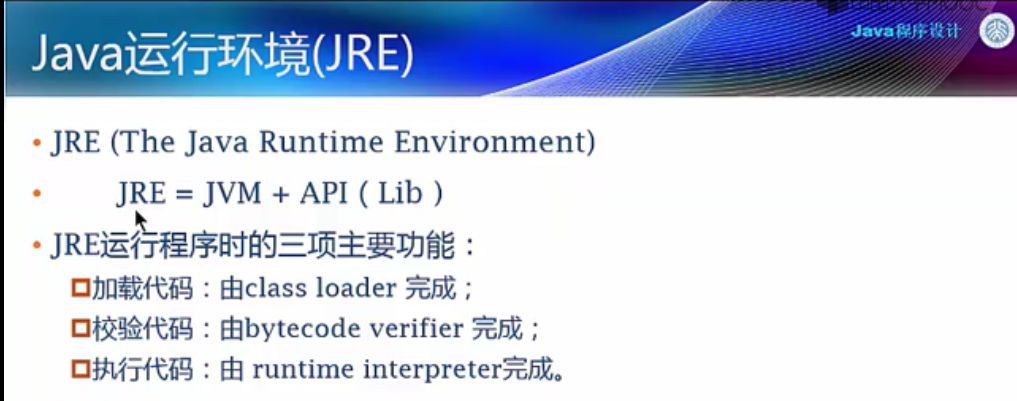 Java程序设计
Java运行环境(JRE)
• JRE (The Java Runtime Environment)
• JRE = JVM + API ( Lib )
• JRE运行程序时的三项主要功能：
加载代码：由class loader 完成；
校验代码：由bytecode verifier 完成；
执行代码：由 runtime interpreter完成。